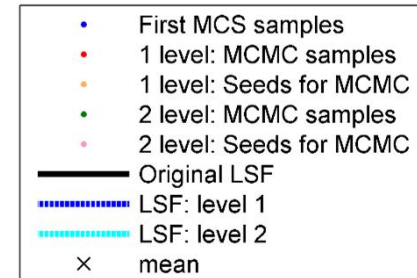 First MCS samples
1 level: MCMC samples
1 level: Seeds for MCMC
2 level: MCMC samples
2 level: Seeds for MCMC
Original LSF
LSF: level 1
LSF: level 2
mean